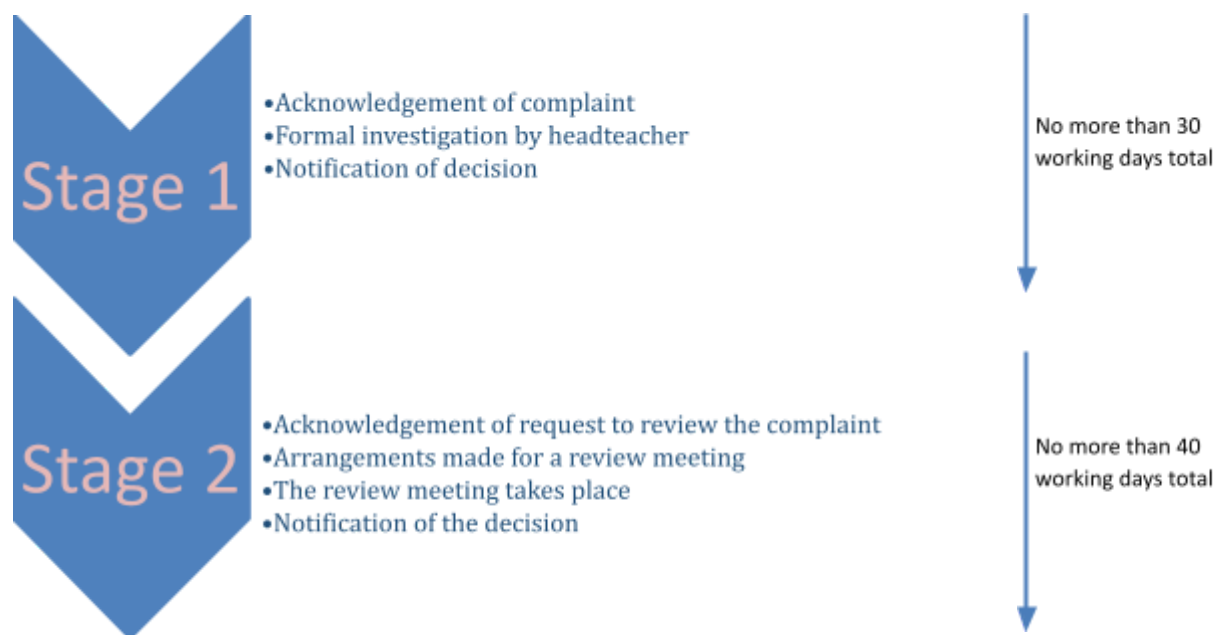 Stage 1
•Acknowledgement of complaint
•Formal investigation by headteacher
•Notification of decision
No more than 30
working days total
Stage 2
•Acknowledgement of request to review the complaint
•Arrangements made for a review meeting
•The review meeting takes place
•Notification of the decision
No more than 40
working days total